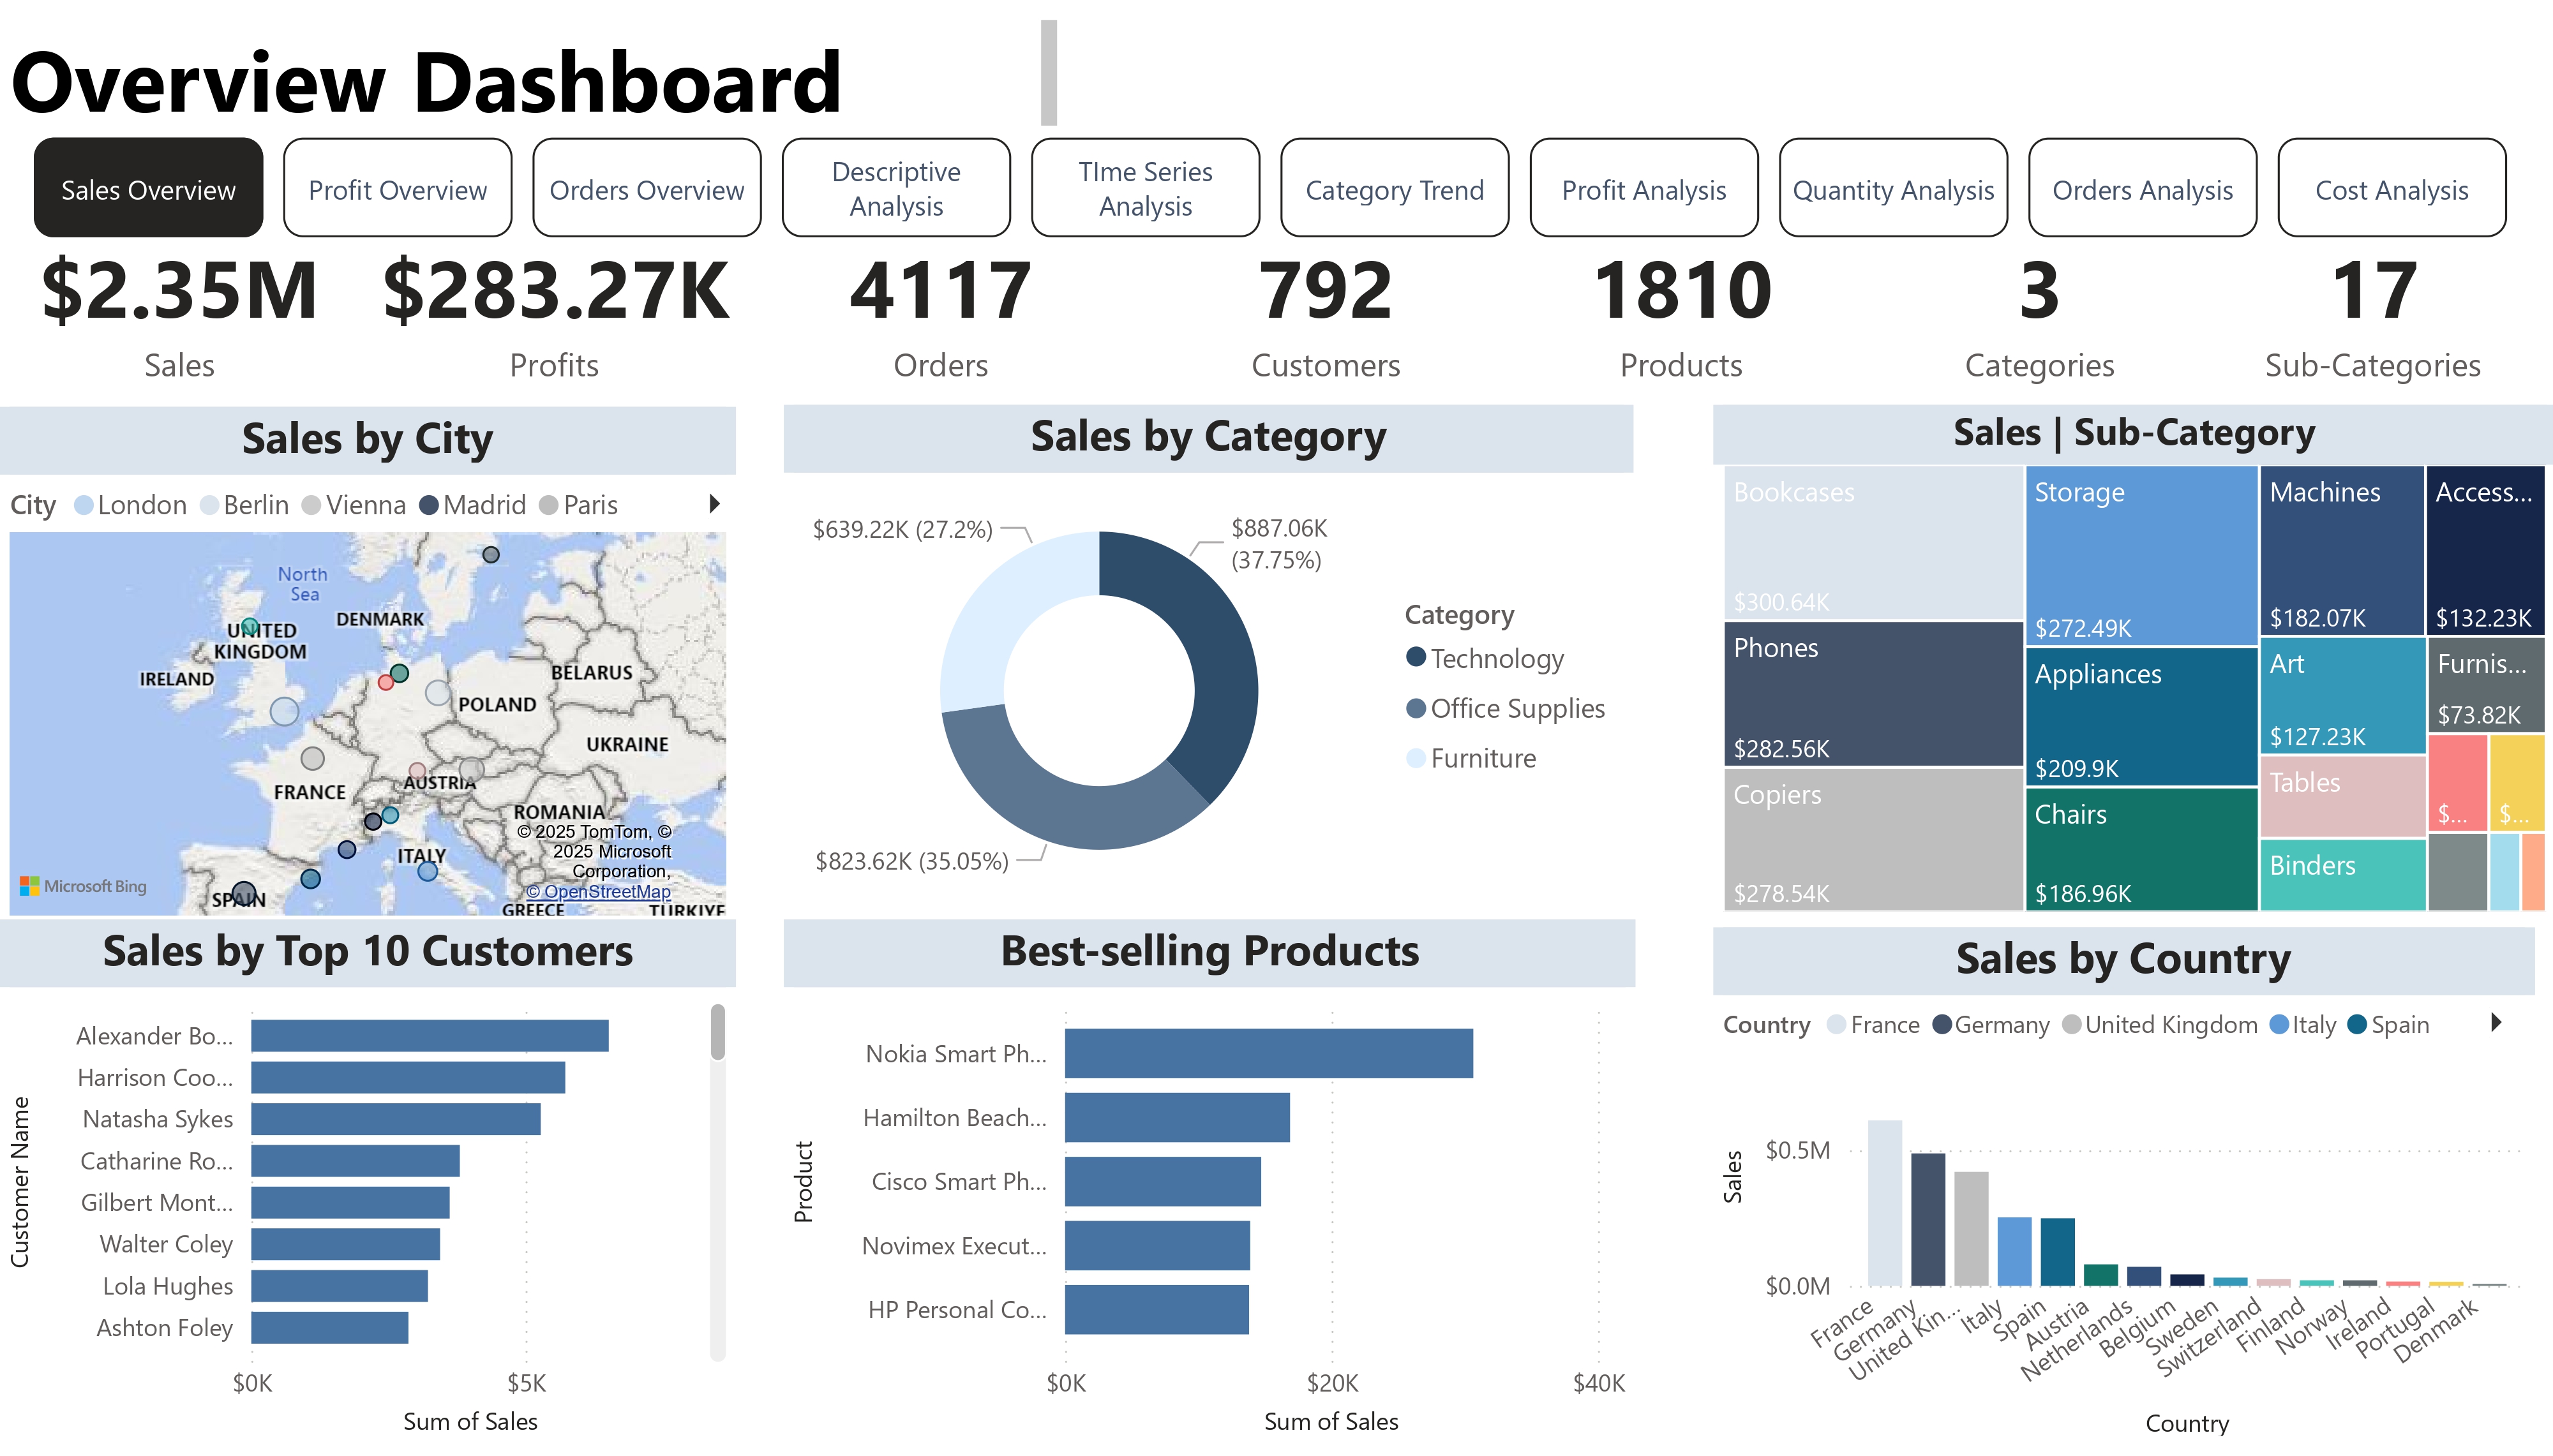 Overview Dashboard
Sales Overview
Profit Overview
Orders Overview
Descriptive
Analysis
TIme Series
Analysis
Category Trend
Profit Analysis
Quantity Analysis
Orders Analysis
Cost Analysis
$2.35M
Sales
$283.27K
Profits
4117
Orders
792
Customers
1810
Products
3
Categories
17
Sub-Categories
Sales by City
City London Berlin Vienna Madrid Paris
North
Sea
DENMARK
UNITED
KINGDOM
IRELAND
BELARUS
POLAND
UKRAINE
FRANCE
AUSTRIA
ROMANIA
ITALY
SPAIN
GREECE
TÜRKIYE
© 2025 TomTom, ©
2025 Microsoft
Corporation,
© OpenStreetMap
Microsoft Bing
Sales by Category
$639.22K (27.2%)
$887.06K
(37.75%)
$823.62K (35.05%)
Category
Technology
Office Supplies
Furniture
Sales | Sub-Category
Bookcases
$300.64K
Phones
$282.56K
Copiers
$278.54K
Storage
$272.49K
Appliances
$209.9K
Chairs
$186.96K
Machines
$182.07K
Access...
$132.23K
Art
$127.23K
Furnis...
$73.82K
Tables
Binders
$...
$...
Sales by Top 10 Customers
Customer Name
Alexander Bo...
Harrison Coo...
Natasha Sykes
Catharine Ro...
Gilbert Mont...
Walter Coley
Lola Hughes
Ashton Foley
$0K
$5K
Sum of Sales
Best-selling Products
Product
Nokia Smart Ph...
Hamilton Beach...
Cisco Smart Ph...
Novimex Execut...
HP Personal Co...
$0K
$20K
$40K
Sum of Sales
Sales by Country
Country France Germany United Kingdom Italy Spain
Sales
$0.5M
$0.0M
France
Germany
United Kin...
Italy
Spain
Austria
Netherlands
Belgium
Sweden
Switzerland
Finland
Norway
Ireland
Portugal
Denmark
Country